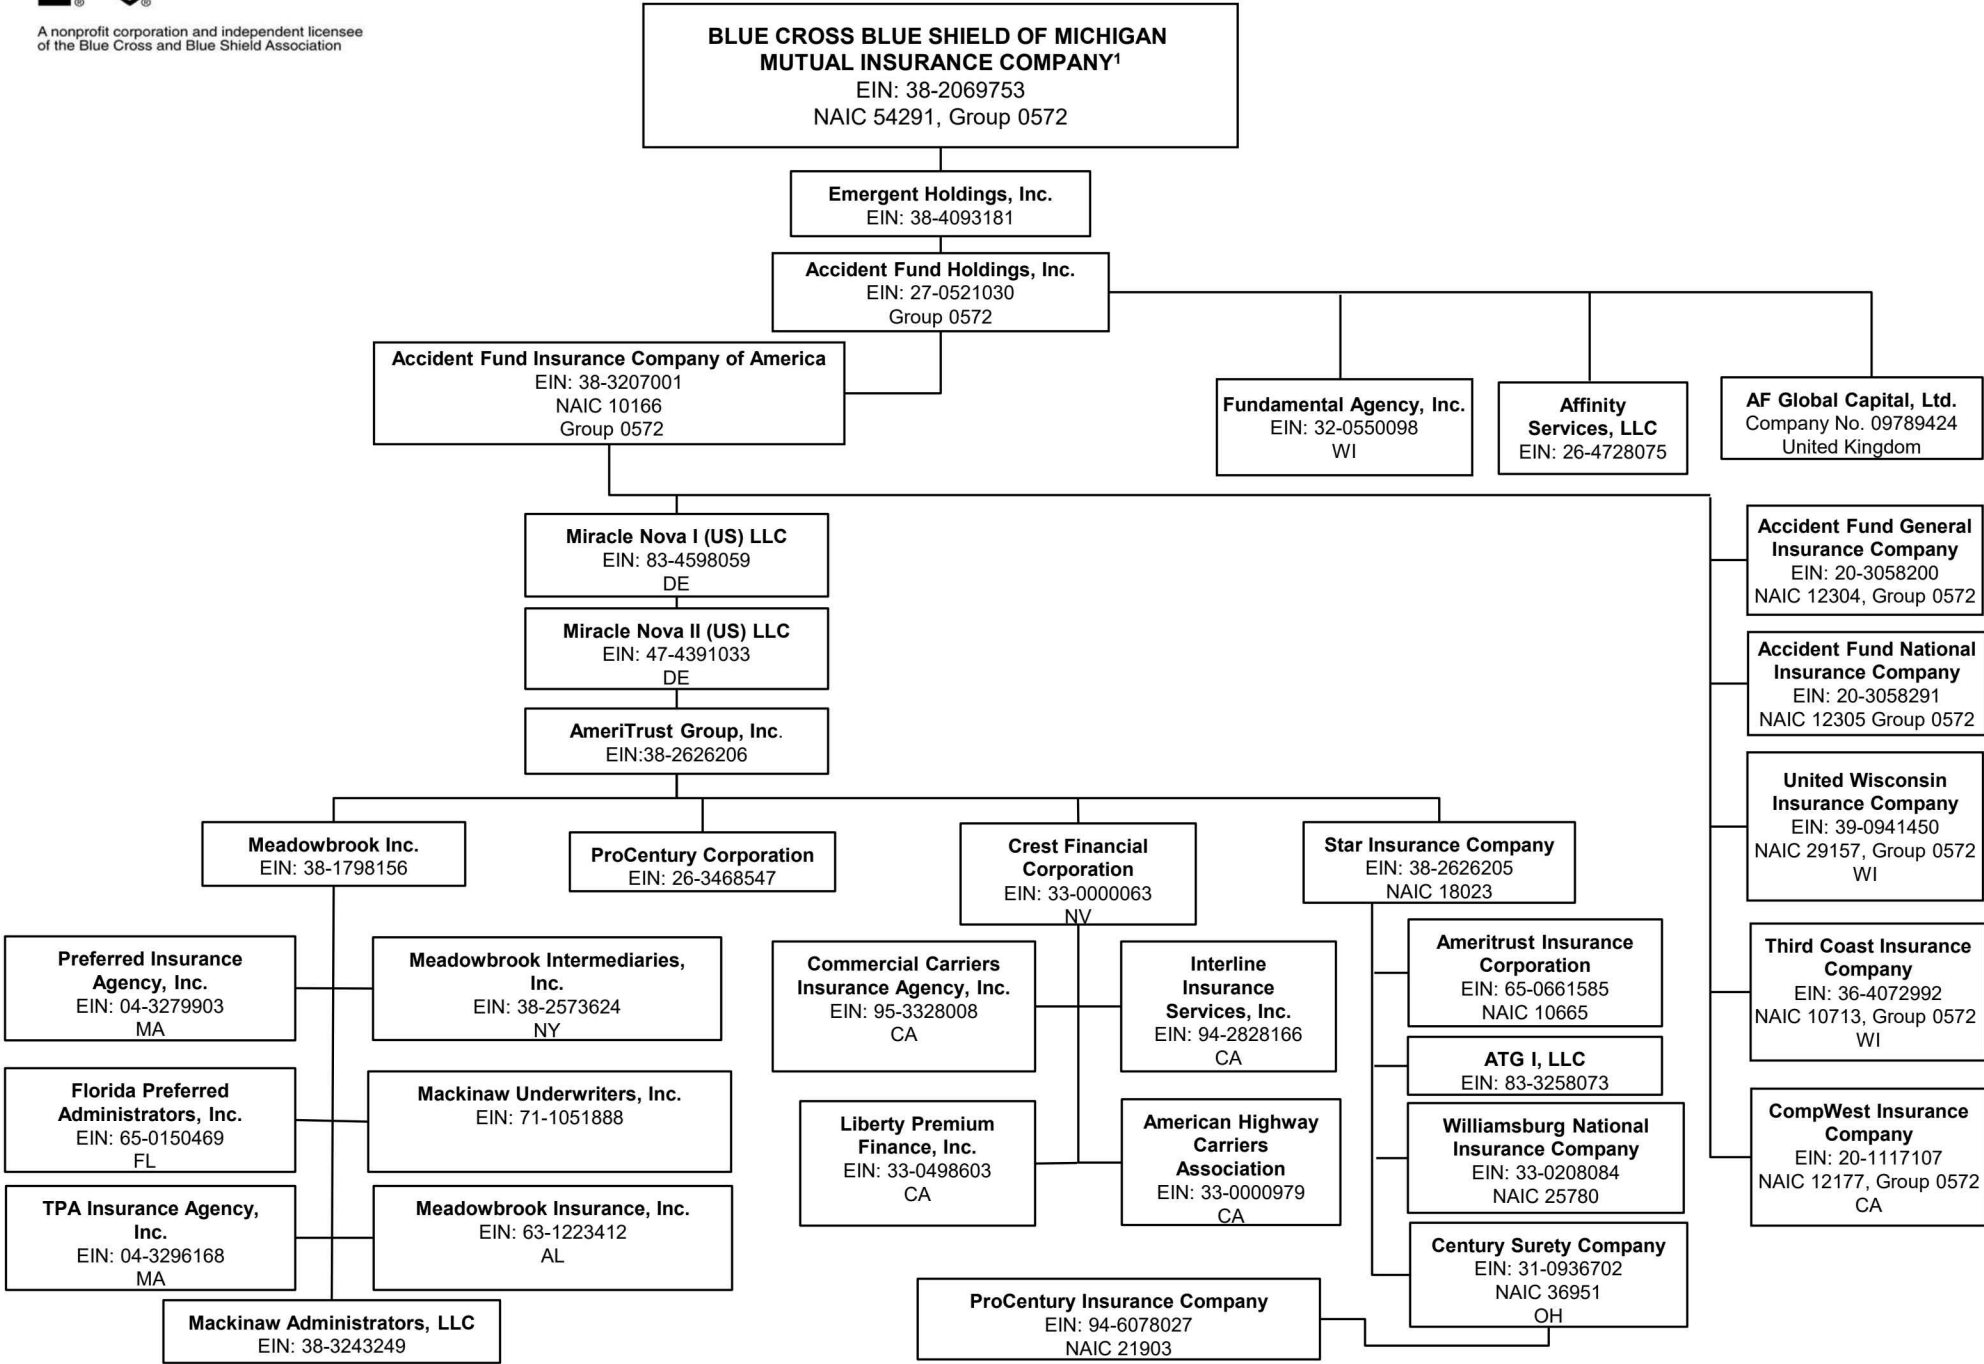 ®
®
A nonprofit corporation and independent licensee
of the Blue Cross and Blue Shield Association
BLUE CROSS BLUE SHIELD OF MICHIGAN
MUTUAL INSURANCE COMPANY¹
EIN: 38-2069753
NAIC 54291, Group 0572
Emergent Holdings, Inc.
EIN: 38-4093181
Accident Fund Holdings, Inc.
EIN: 27-0521030
Group 0572
Accident Fund Insurance Company of America
EIN: 38-3207001
NAIC 10166
Group 0572
Fundamental Agency, Inc.
EIN: 32-0550098
WI
Affinity
Services, LLC
EIN: 26-4728075
AF Global Capital, Ltd.
Company No. 09789424
United Kingdom
Miracle Nova I (US) LLC
EIN: 83-4598059
DE
Miracle Nova II (US) LLC
EIN: 47-4391033
DE
AmeriTrust Group, Inc.
EIN:38-2626206
Accident Fund General
Insurance Company
EIN: 20-3058200
NAIC 12304, Group 0572
Accident Fund National
Insurance Company
EIN: 20-3058291
NAIC 12305 Group 0572
United Wisconsin
Insurance Company
EIN: 39-0941450
NAIC 29157, Group 0572
WI
Third Coast Insurance
Company
EIN: 36-4072992
NAIC 10713, Group 0572
WI
CompWest Insurance
Company
EIN: 20-1117107
NAIC 12177, Group 0572
CA
Meadowbrook Inc.
EIN: 38-1798156
ProCentury Corporation
EIN: 26-3468547
Crest Financial
Corporation
EIN: 33-0000063
NV
Star Insurance Company
EIN: 38-2626205
NAIC 18023
Preferred Insurance
Agency, Inc.
EIN: 04-3279903
MA
Meadowbrook Intermediaries,
Inc.
EIN: 38-2573624
NY
Florida Preferred
Administrators, Inc.
EIN: 65-0150469
FL
Mackinaw Underwriters, Inc.
EIN: 71-1051888
TPA Insurance Agency,
Inc.
EIN: 04-3296168
MA
Meadowbrook Insurance, Inc.
EIN: 63-1223412
AL
Mackinaw Administrators, LLC
EIN: 38-3243249
Commercial Carriers
Insurance Agency, Inc.
EIN: 95-3328008
CA
Interline
Insurance
Services, Inc.
EIN: 94-2828166
CA
Liberty Premium
Finance, Inc.
EIN: 33-0498603
CA
American Highway
Carriers
Association
EIN: 33-0000979
CA
Ameritrust Insurance
Corporation
EIN: 65-0661585
NAIC 10665
ATG I, LLC
EIN: 83-3258073
Williamsburg National
Insurance Company
EIN: 33-0208084
NAIC 25780
Century Surety Company
EIN: 31-0936702
NAIC 36951
OH
ProCentury Insurance Company
EIN: 94-6078027
NAIC 21903